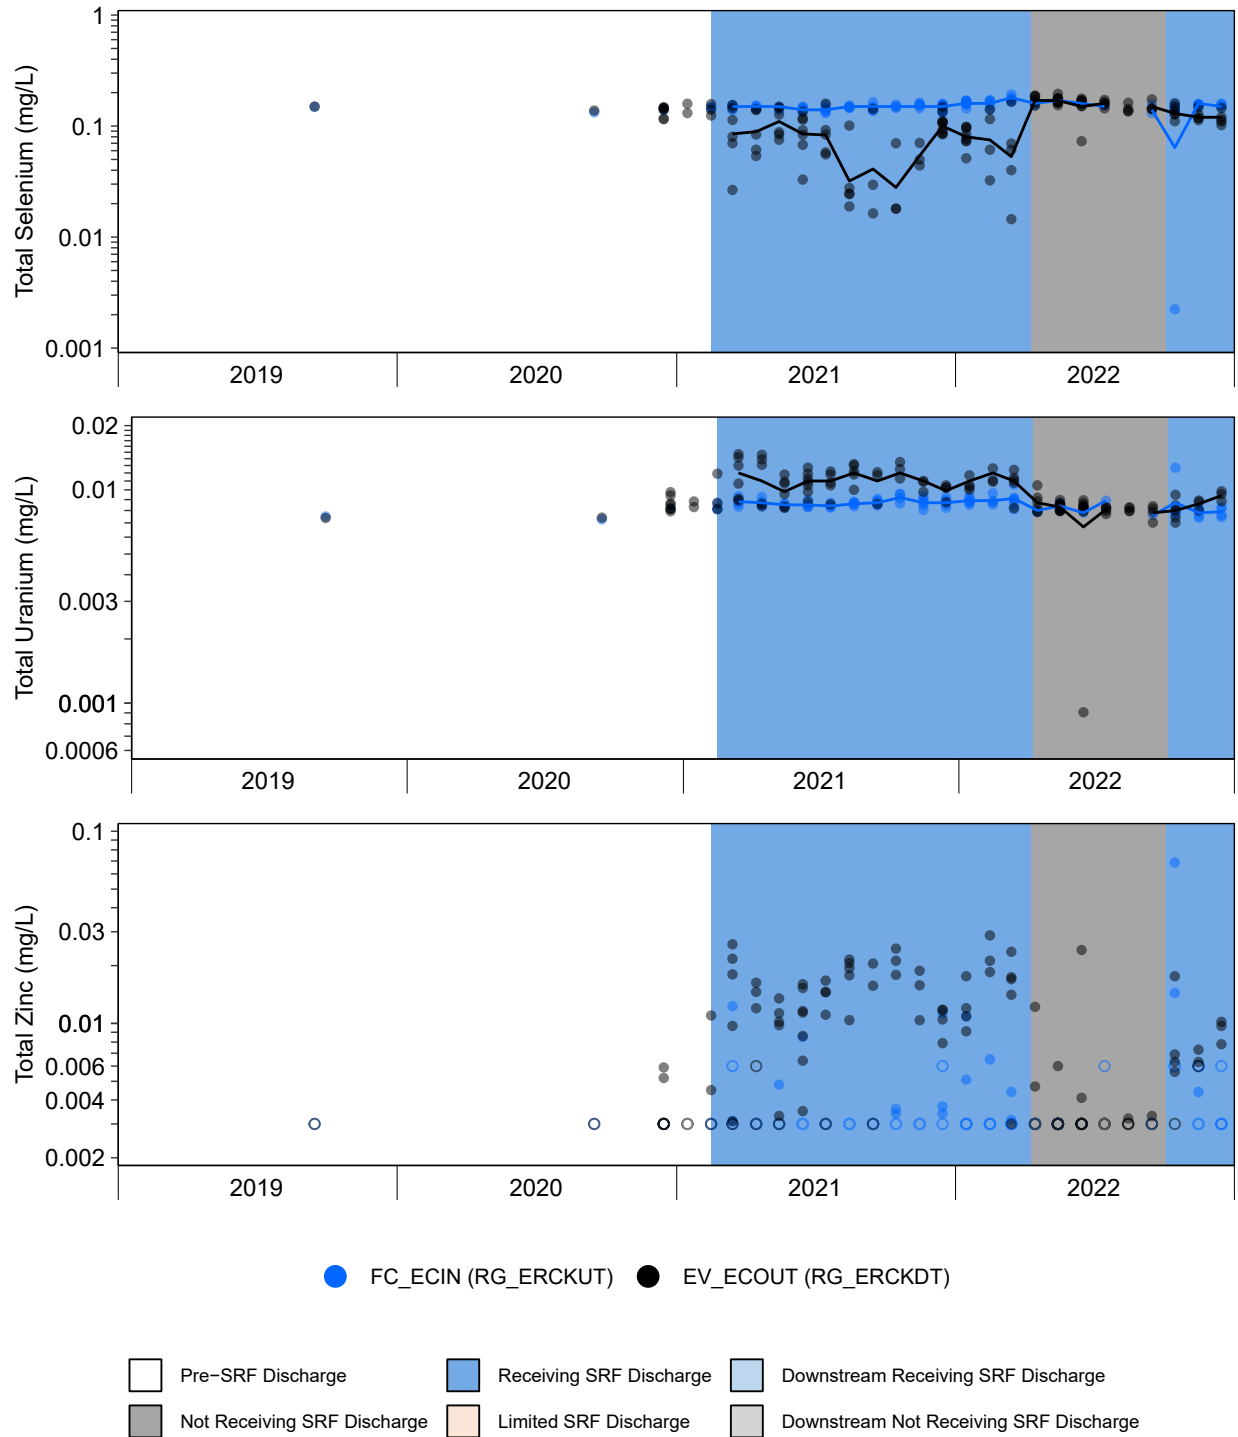 Total Selenium (mg/L)
1
0.1
0.01
0.001
2019 2020 2021 2022
Total Uranium (mg/L)
0.02
0.01
0.003
0.001
0.0006
2019 2020 2021 2022
Total Zinc (mg/L)
0.1
0.03
0.01
0.006
0.004
0.002
2019 2020 2021 2022
FC_ECIN (RG_ERCKUT) EV_ECOUT (RG_ERCKDT)
Pre−SRF Discharge Receiving SRF Discharge Downstream Receiving SRF Discharge
Not Receiving SRF Discharge Limited SRF Discharge Downstream Not Receiving SRF Discharge